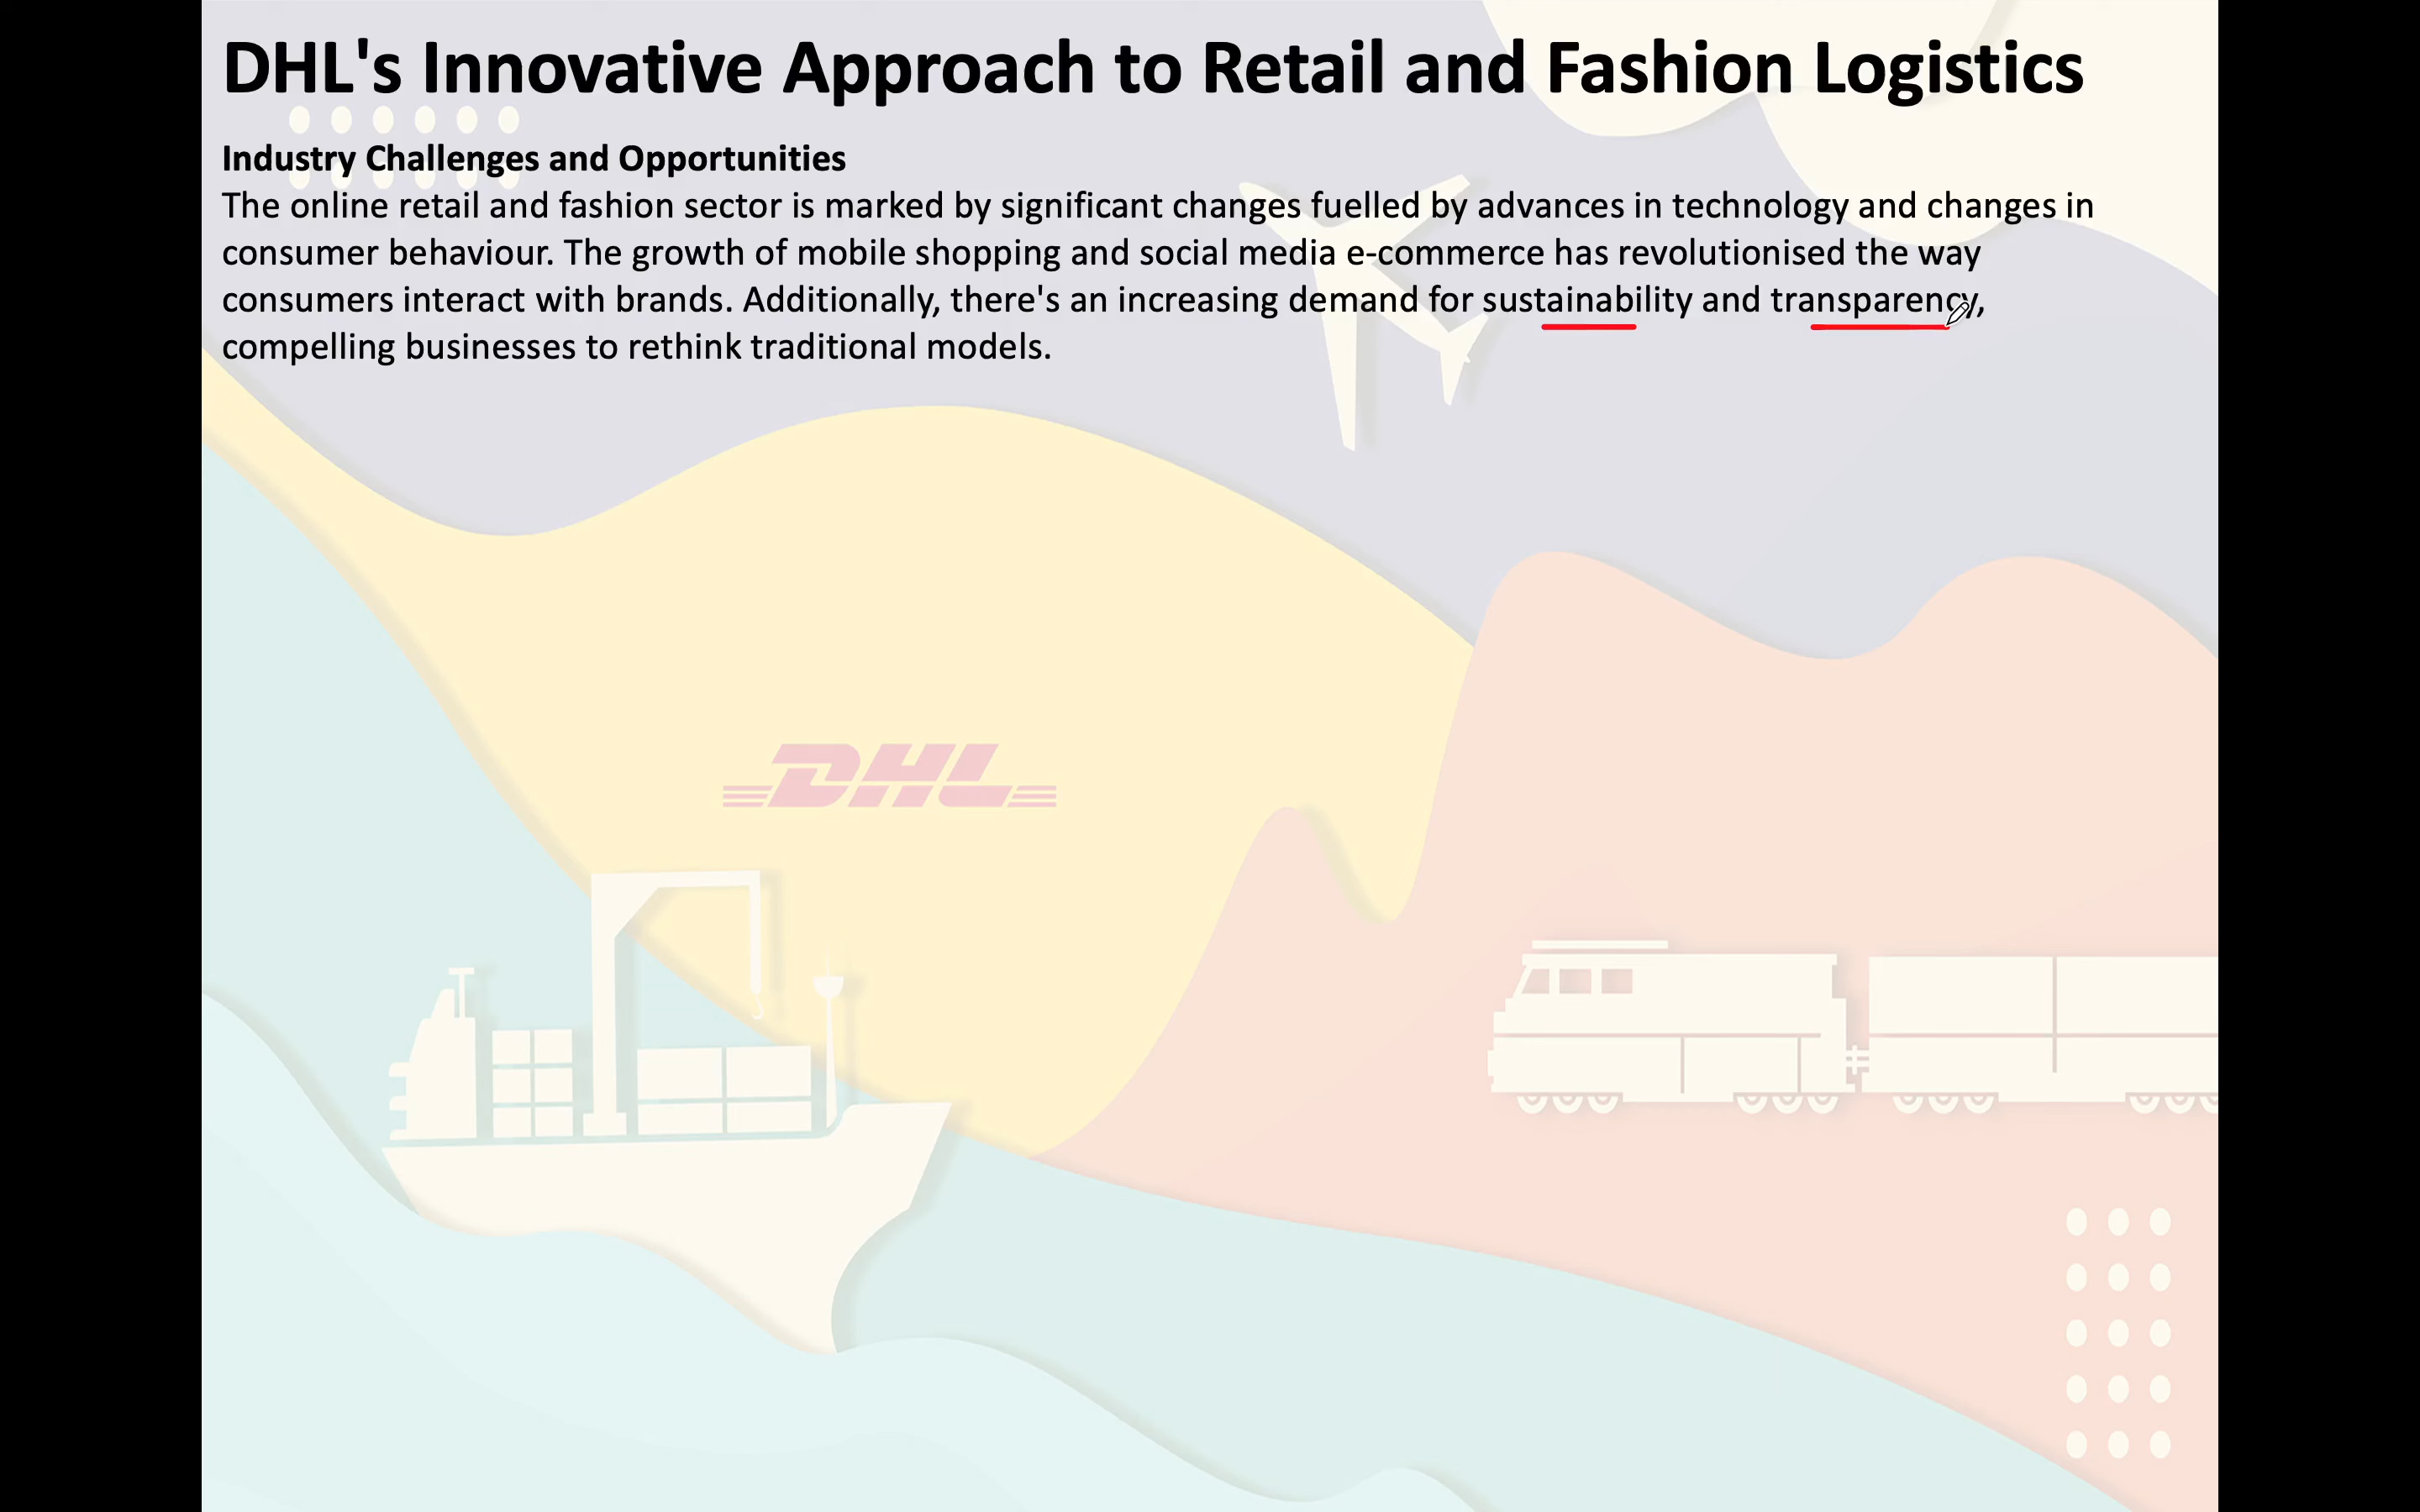 DHL's Innovative Approach to Retail and Fashion Logistics
Industry Challenges and Opportunities
The online retail and fashion sector is marked by significant changes fuelled by advances in technology and changes in
consumer behaviour. The growth of mobile shopping and social media e-commerce has revolutionised the way
consumers interact with brands. Additionally, there's an increasing demand for sustainability and transparency,
compelling businesses to rethink traditional models.
DHL